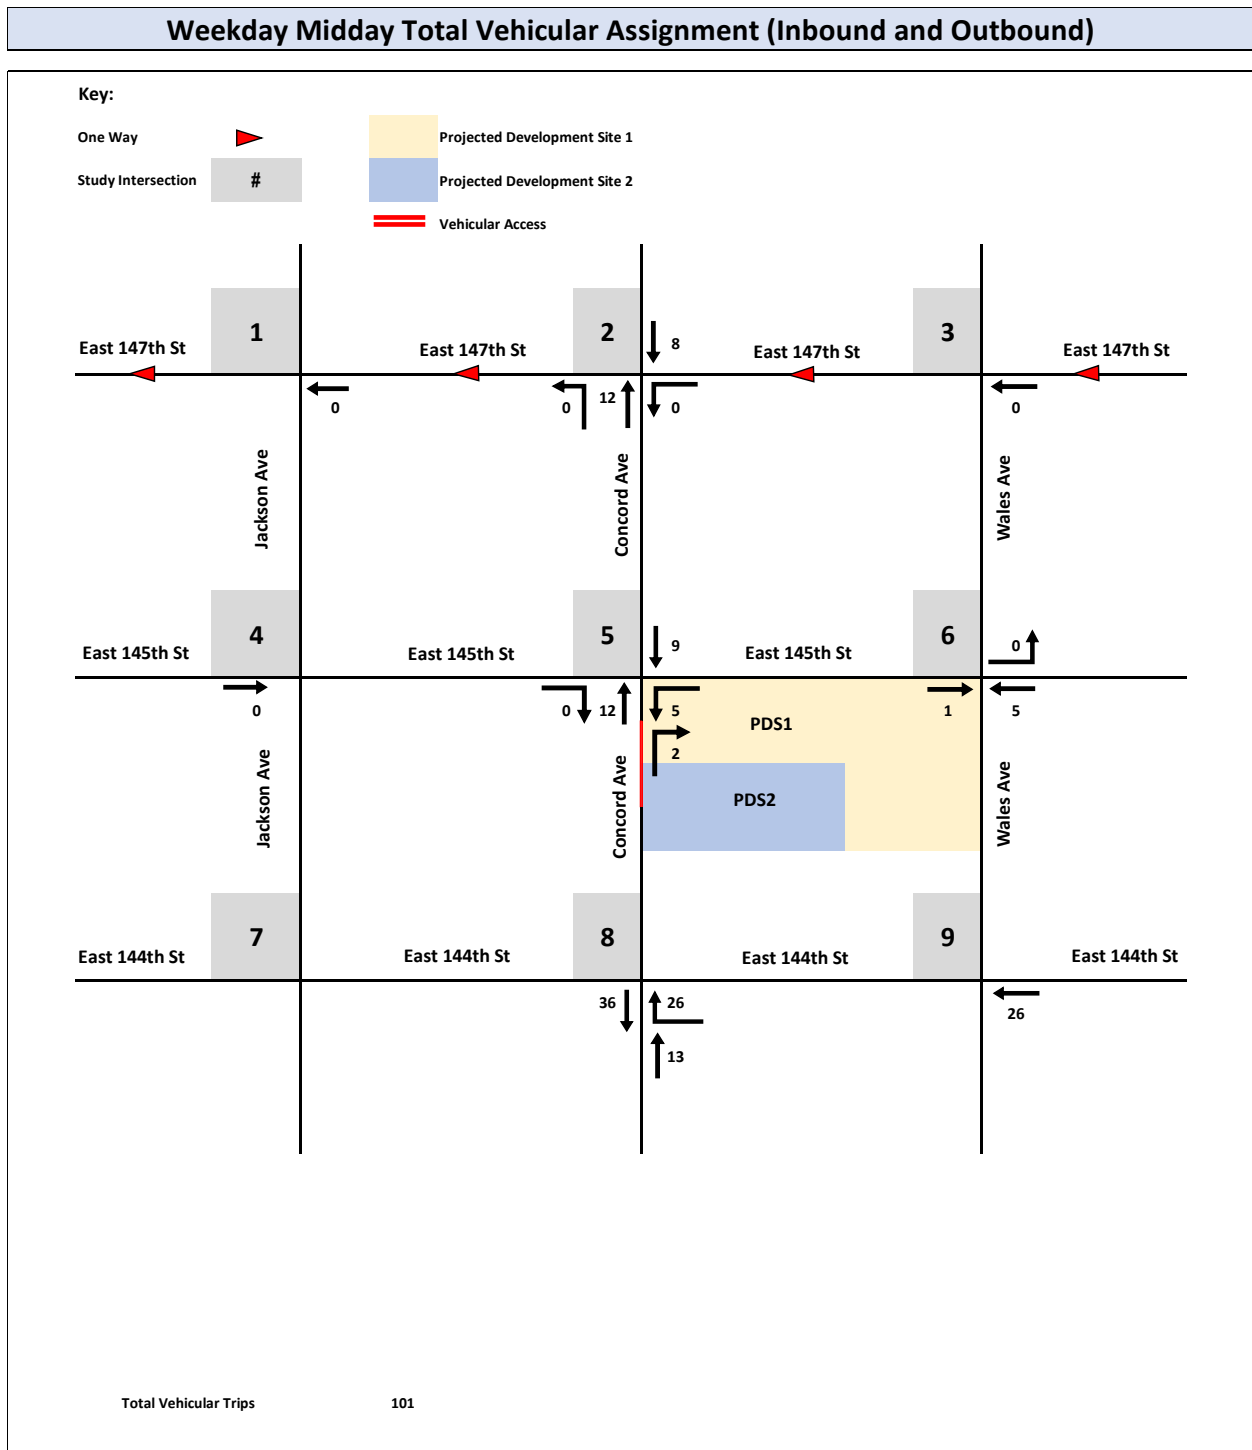 Weekday Midday Total Vehicular Assignment (Inbound and Outbound)
Key:
One Way
Projected Development Site 1
Study Intersection
#
Projected Development Site 2
Vehicular Access
1
2
3
8
East 147th St
East 147th St
East 147th St
East 147th St
0
0
12
0
0
Jackson Ave
Concord Ave
Wales Ave
4
5
6
9
0
East 145th St
East 145th St
East 145th St
0
0
12
5
1
5
PDS1
2
PDS2
Jackson Ave
Concord Ave
Wales Ave
7
8
9
East 144th St
East 144th St
East 144th St
East 144th St
36
26
26
13
Total Vehicular Trips
101